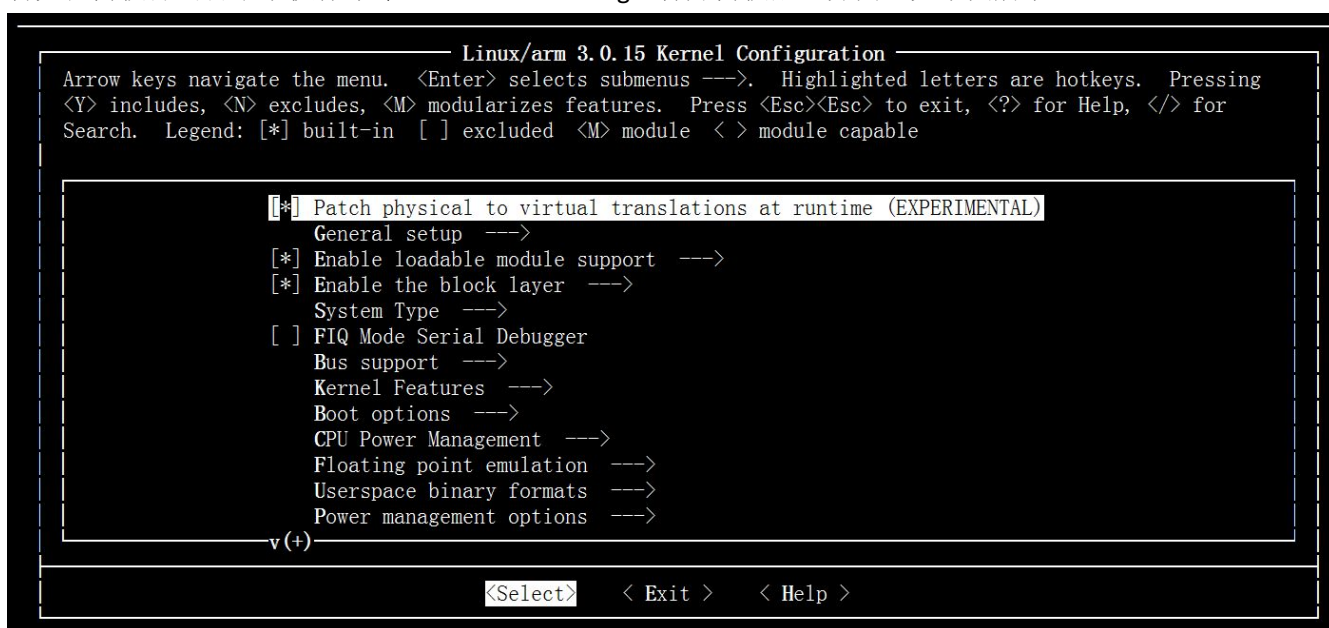 Linux/arm 3.0.15 Kernel Configuration
Arrow keys navigate the menu. <Enter> selects submenus --->. Highlighted letters are hotkeys. Pressing
<Y> includes, <N> excludes, <M> modularizes features. Press <Esc><Esc> to exit, <?> for Help, </> for
Search. Legend: [*] built-in [ ] excluded <M> module < > module capable
[*] Patch physical to virtual translations at runtime (EXPERIMENTAL)
General setup --->
[*] Enable loadable module support --->
[*] Enable the block layer --->
System Type --->
[ ] FIQ Mode Serial Debugger
Bus support --->
Kernel Features --->
Boot options --->
CPU Power Management --->
Floating point emulation --->
Userspace binary formats --->
Power management options --->
v(+)
<Select> < Exit > < Help >